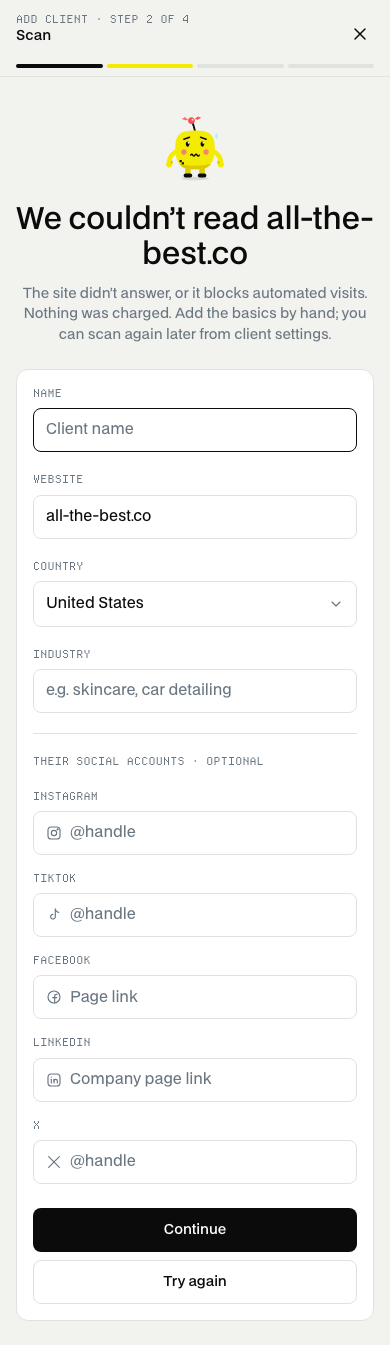 ADD CLIENT · STEP 2 OF 4
Scan
We couldn't read all-the-
best.co
The site didn't answer, or it blocks automated visits.
Nothing was charged. Add the basics by hand; you
can scan again later from client settings.
NAME
Client name
WEBSITE
all-the-best.co
COUNTRY
United States
INDUSTRY
e.g. skincare, car detailing
THEIR SOCIAL ACCOUNTS · OPTIONAL
INSTAGRAM
@handle
TIKTOK
@handle
FACEBOOK
Page link
LINKEDIN
Company page link
X
@handle
Continue
Try again